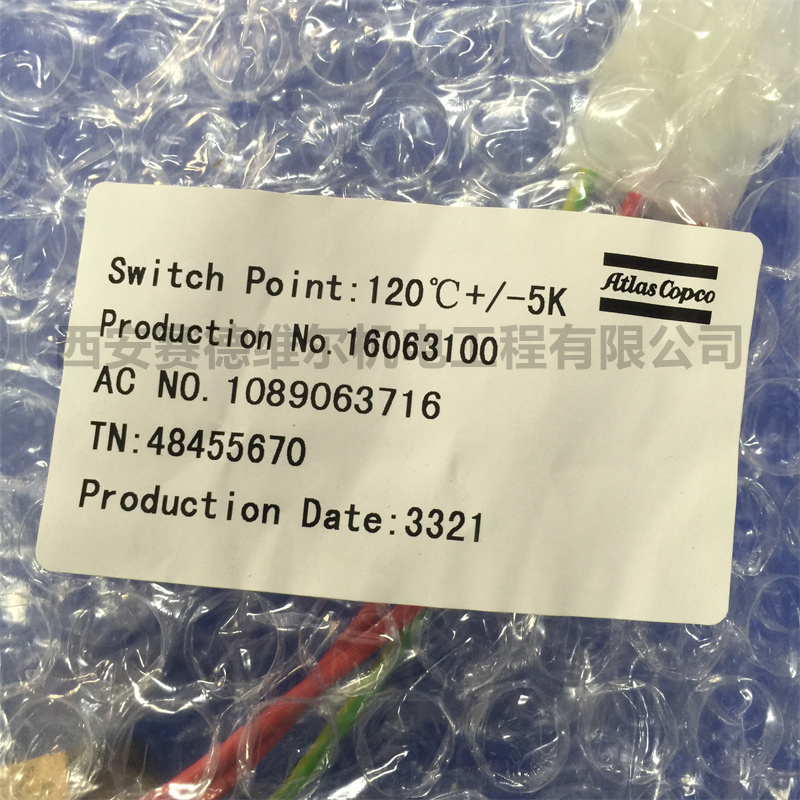 Switch Point:120℃+/-5K
Atlas Copco
Production No.16063100
西安赛德维尔机电工程有限公司
AC NO.1089063716
TN:48455670
Production Date:3321